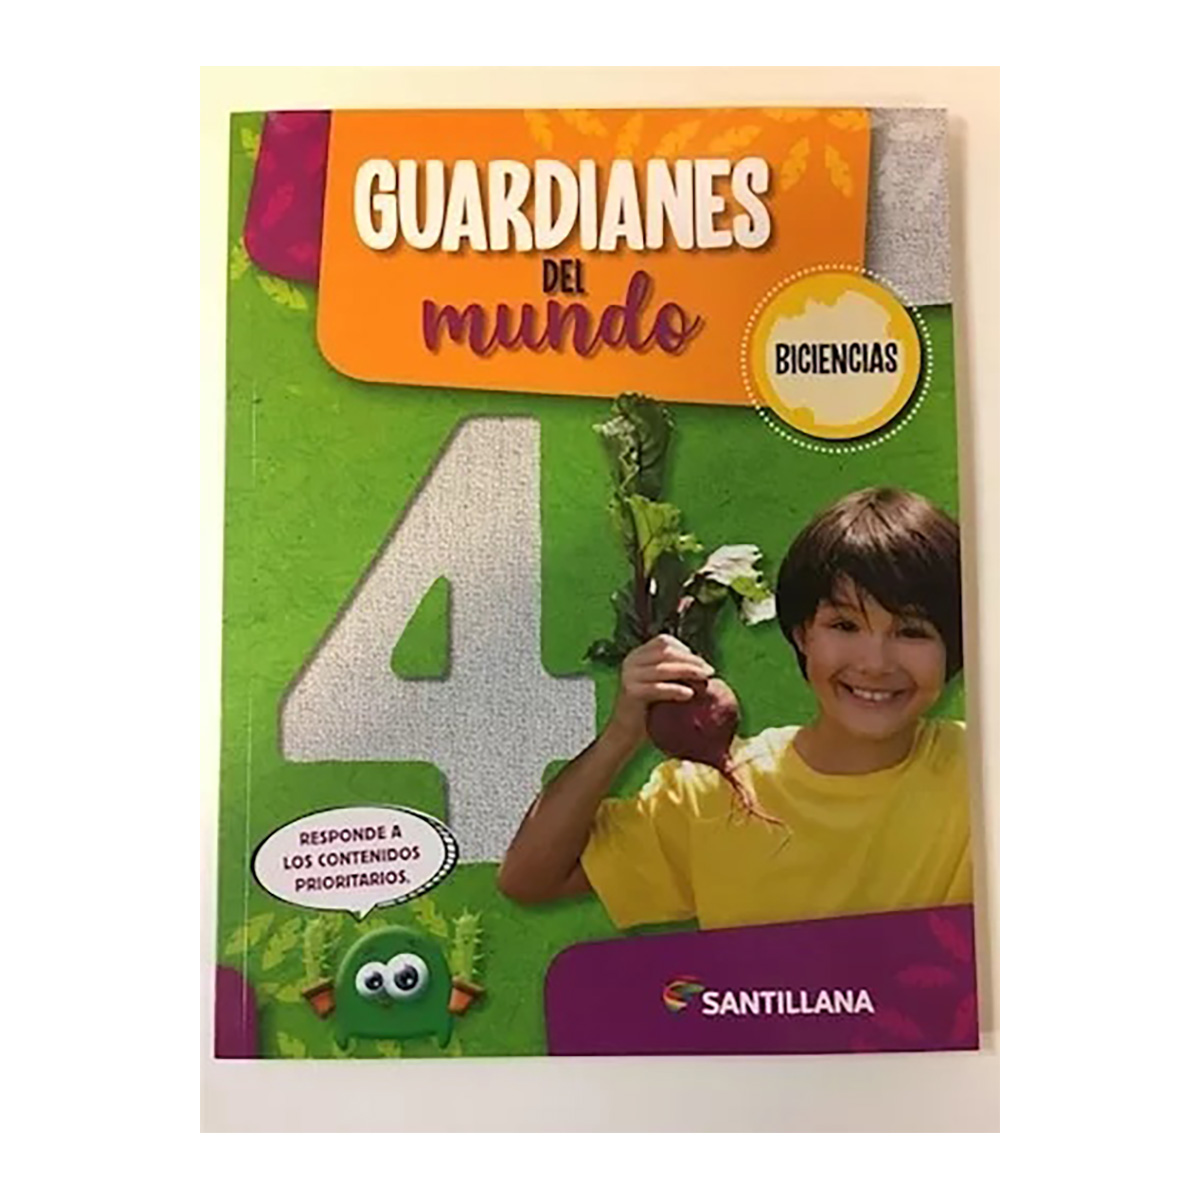 GUARDIANES
DEL
mundo
BICIENCIAS
4
RESPONDE A
LOS CONTENIDOS
PRIORITARIOS.
SANTILLANA